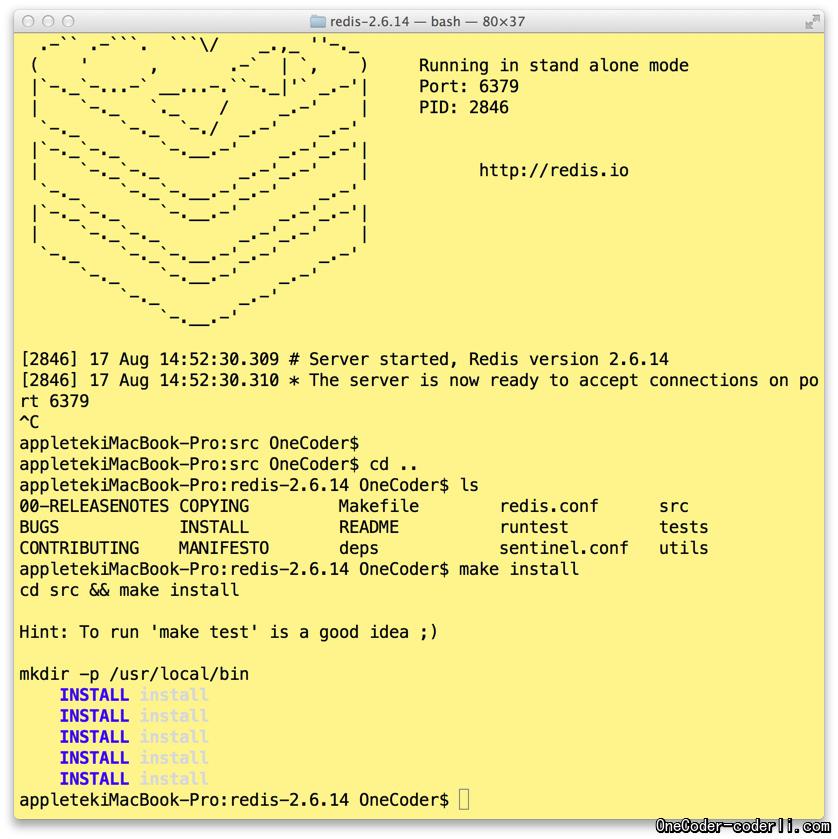 redis-2.6.14 — bash — 80×37
Running in stand alone mode
Port: 6379
PID: 2846
http://redis.io
[2846] 17 Aug 14:52:30.309 # Server started, Redis version 2.6.14
[2846] 17 Aug 14:52:30.310 * The server is now ready to accept connections on po
rt 6379
^C
appletekiMacBook-Pro:src OneCoder$
appletekiMacBook-Pro:src OneCoder$ cd ..
appletekiMacBook-Pro:redis-2.6.14 OneCoder$ ls
00-RELEASENOTES COPYING Makefile redis.conf src
BUGS INSTALL README runtest tests
CONTRIBUTING MANIFESTO deps sentinel.conf utils
appletekiMacBook-Pro:redis-2.6.14 OneCoder$ make install
cd src && make install
Hint: To run 'make test' is a good idea ;)
mkdir -p /usr/local/bin
INSTALL install
INSTALL install
INSTALL install
INSTALL install
INSTALL install
appletekiMacBook-Pro:redis-2.6.14 OneCoder$
OneCoder-coderli.com